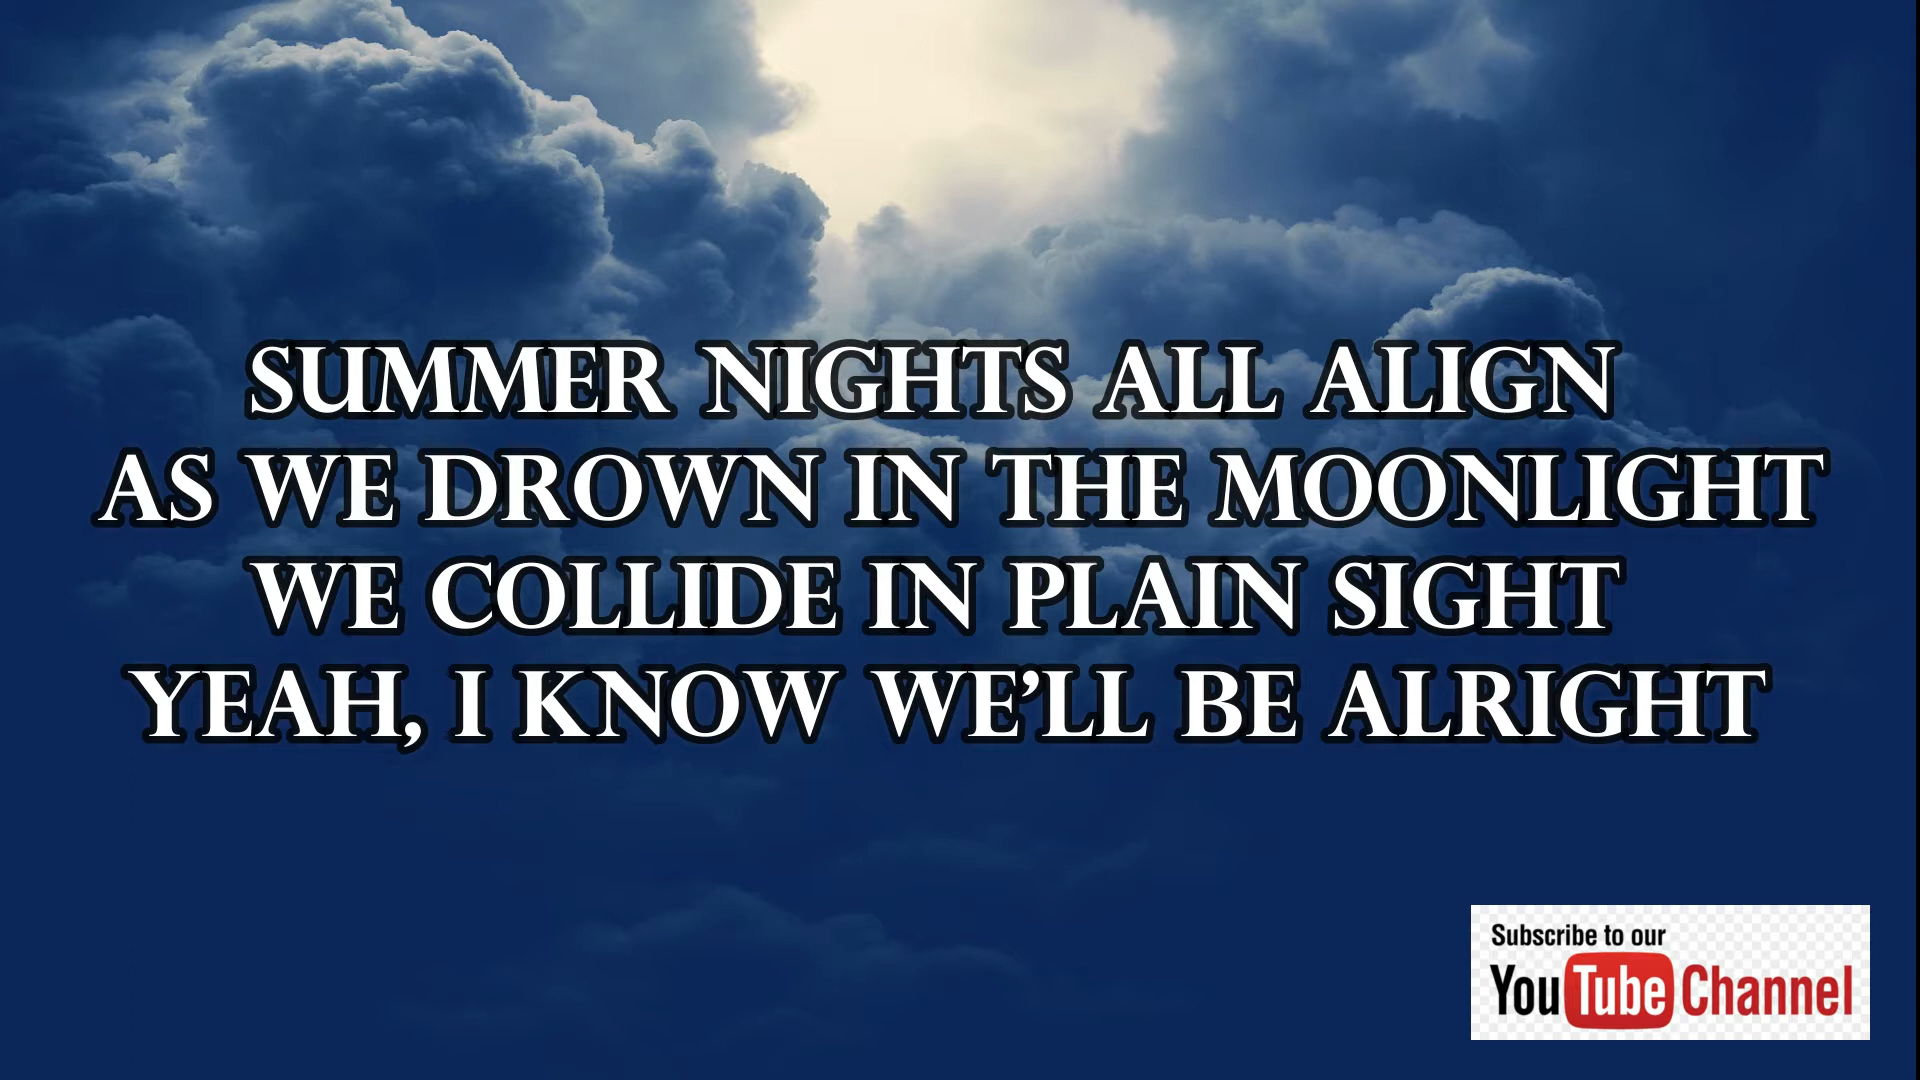 SUMMER NIGHTS ALL ALIGN
AS WE DROWN IN THE MOONLIGHT
WE COLLIDE IN PLAIN SIGHT
YEAH, I KNOW WE’LL BE ALRIGHT
Subscribe to our
YouTube Channel